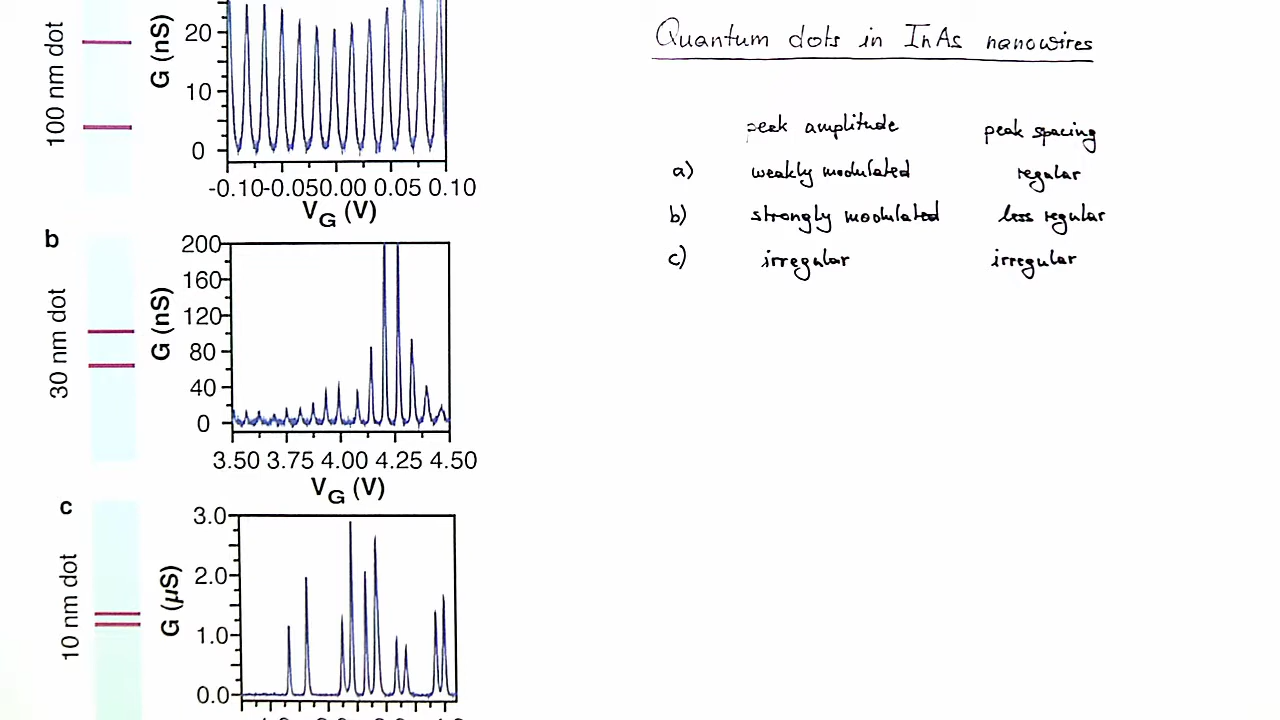 100 nm dot
G (nS)
20
10
0
-0.10-0.050.00 0.05 0.10
VG (V)
b
30 nm dot
G (nS)
200
160
120
80
40
0
3.50 3.75 4.00 4.25 4.50
VG (V)
c
10 nm dot
G (μS)
3.0
2.0
1.0
0.0
Quantum dots in InAs nanowires
peak amplitude peak spacing
a) weakly modulated regular
b) strongly modulated less regular
c) irregular irregular